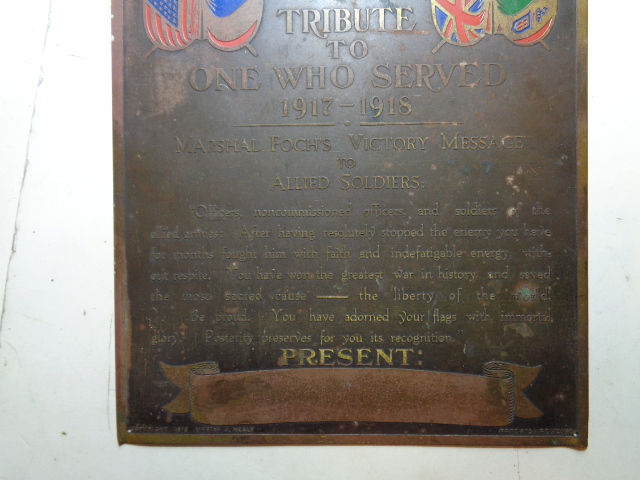 TRIBUTE
TO
ONE WHO SERVED
1917-1918
MARSHAL FOCH'S VICTORY MESSAGE
TO
ALLIED SOLDIERS:
"Officers, noncommissioned officers and soldiers of the
allied armies: After having resolutely stopped the enemy you have
for months fought him with faith and indefatigable energy with-
out respite. You have won the greatest war in history and saved
the most sacred cause — the liberty of the world.
Be proud. You have adorned your flags with immortal
glory. Posterity preserves for you its recognition.
PRESENT:
COPYRIGHT 1918